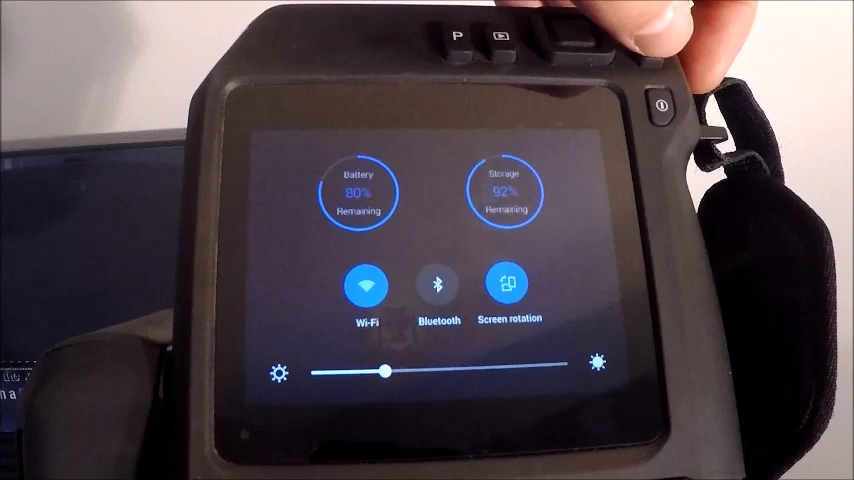 P
Battery
80%
Remaining
Storage
92%
Remaining
Wi-Fi
Bluetooth
Screen rotation